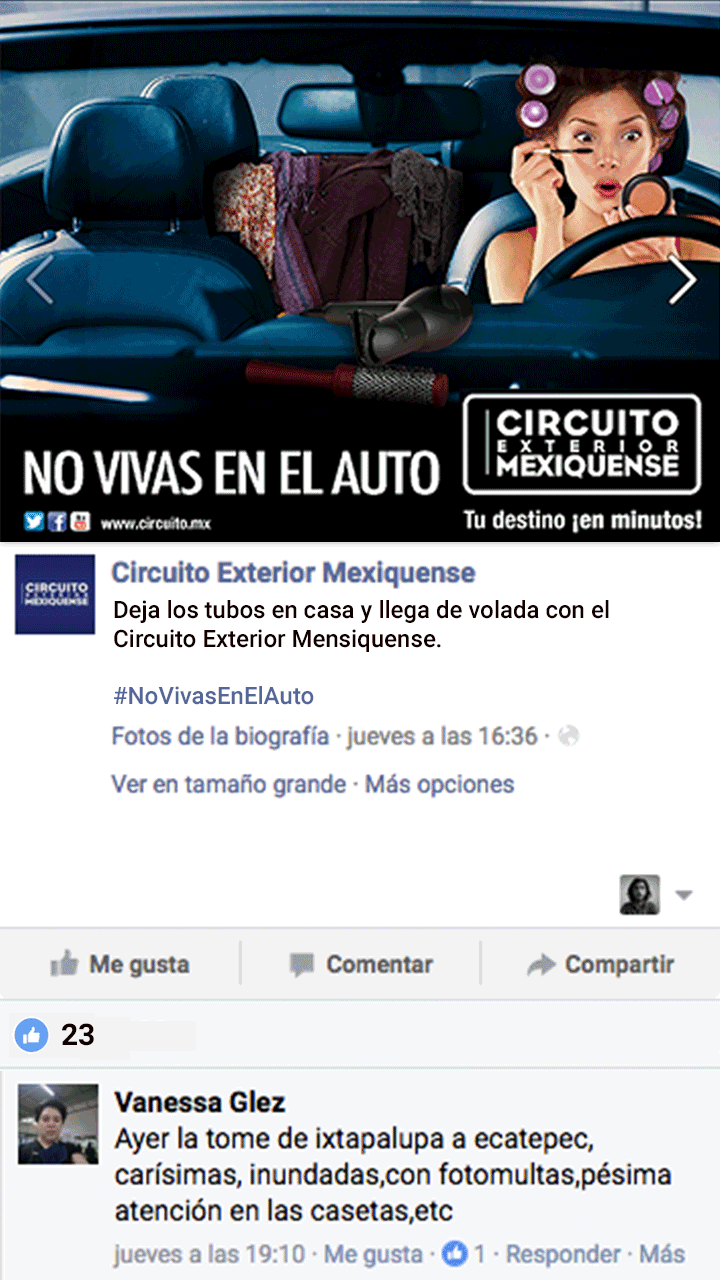 NO VIVAS EN EL AUTO
CIRCUITO
EXTERIOR
MEXIQUENSE
www.circuito.mx
Tu destino ¡en minutos!
CIRCUITO
EXTERIOR
MEXIQUENSE
Circuito Exterior Mexiquense
Deja los tubos en casa y llega de volada con el
Circuito Exterior Mensiquense.
#NoVivasEnElAuto
Fotos de la biografía · jueves a las 16:36 ·
Ver en tamaño grande · Más opciones
Me gusta
Comentar
Compartir
23
Vanessa Glez
Ayer la tome de ixtapalupa a ecatepec,
carísimas, inundadas,con fotomultas,pésima
atención en las casetas,etc
jueves a las 19:10 · Me gusta · 1 · Responder · Más